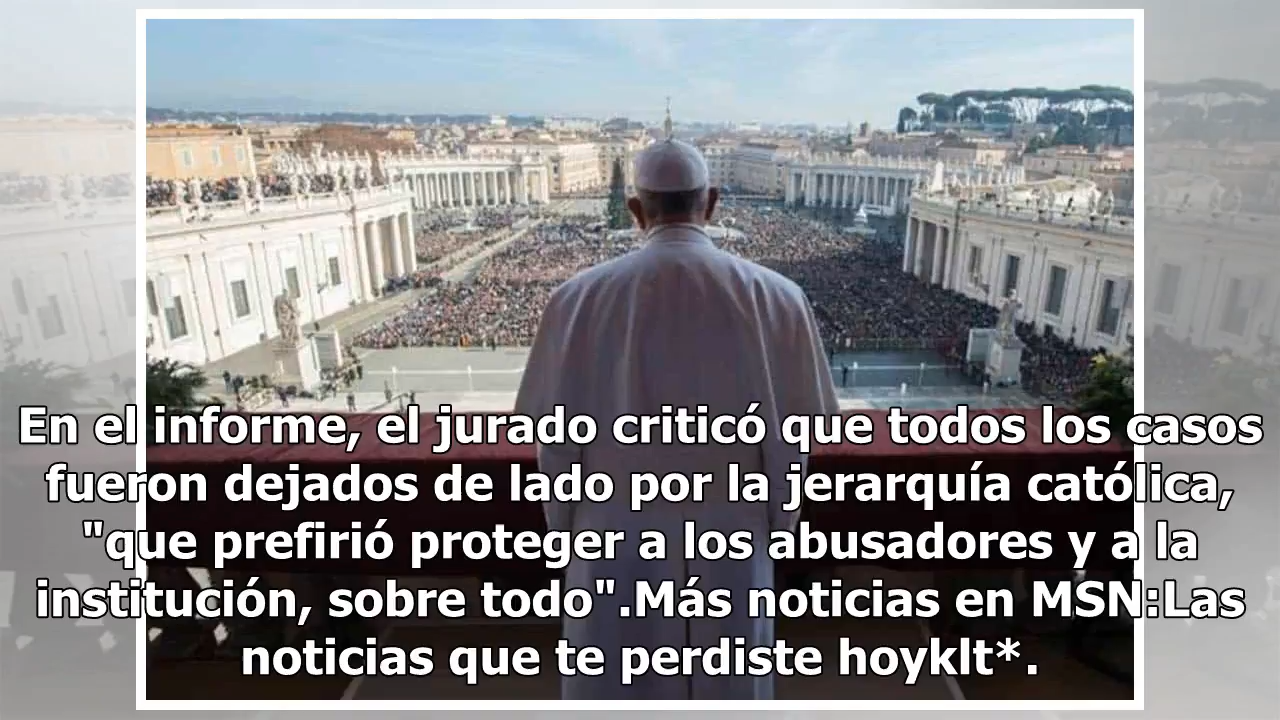 En el informe, el jurado criticó que todos los casos
fueron dejados de lado por la jerarquía católica,
"que prefirió proteger a los abusadores y a la
institución, sobre todo".Más noticias en MSN:Las
noticias que te perdiste hoyklt*.